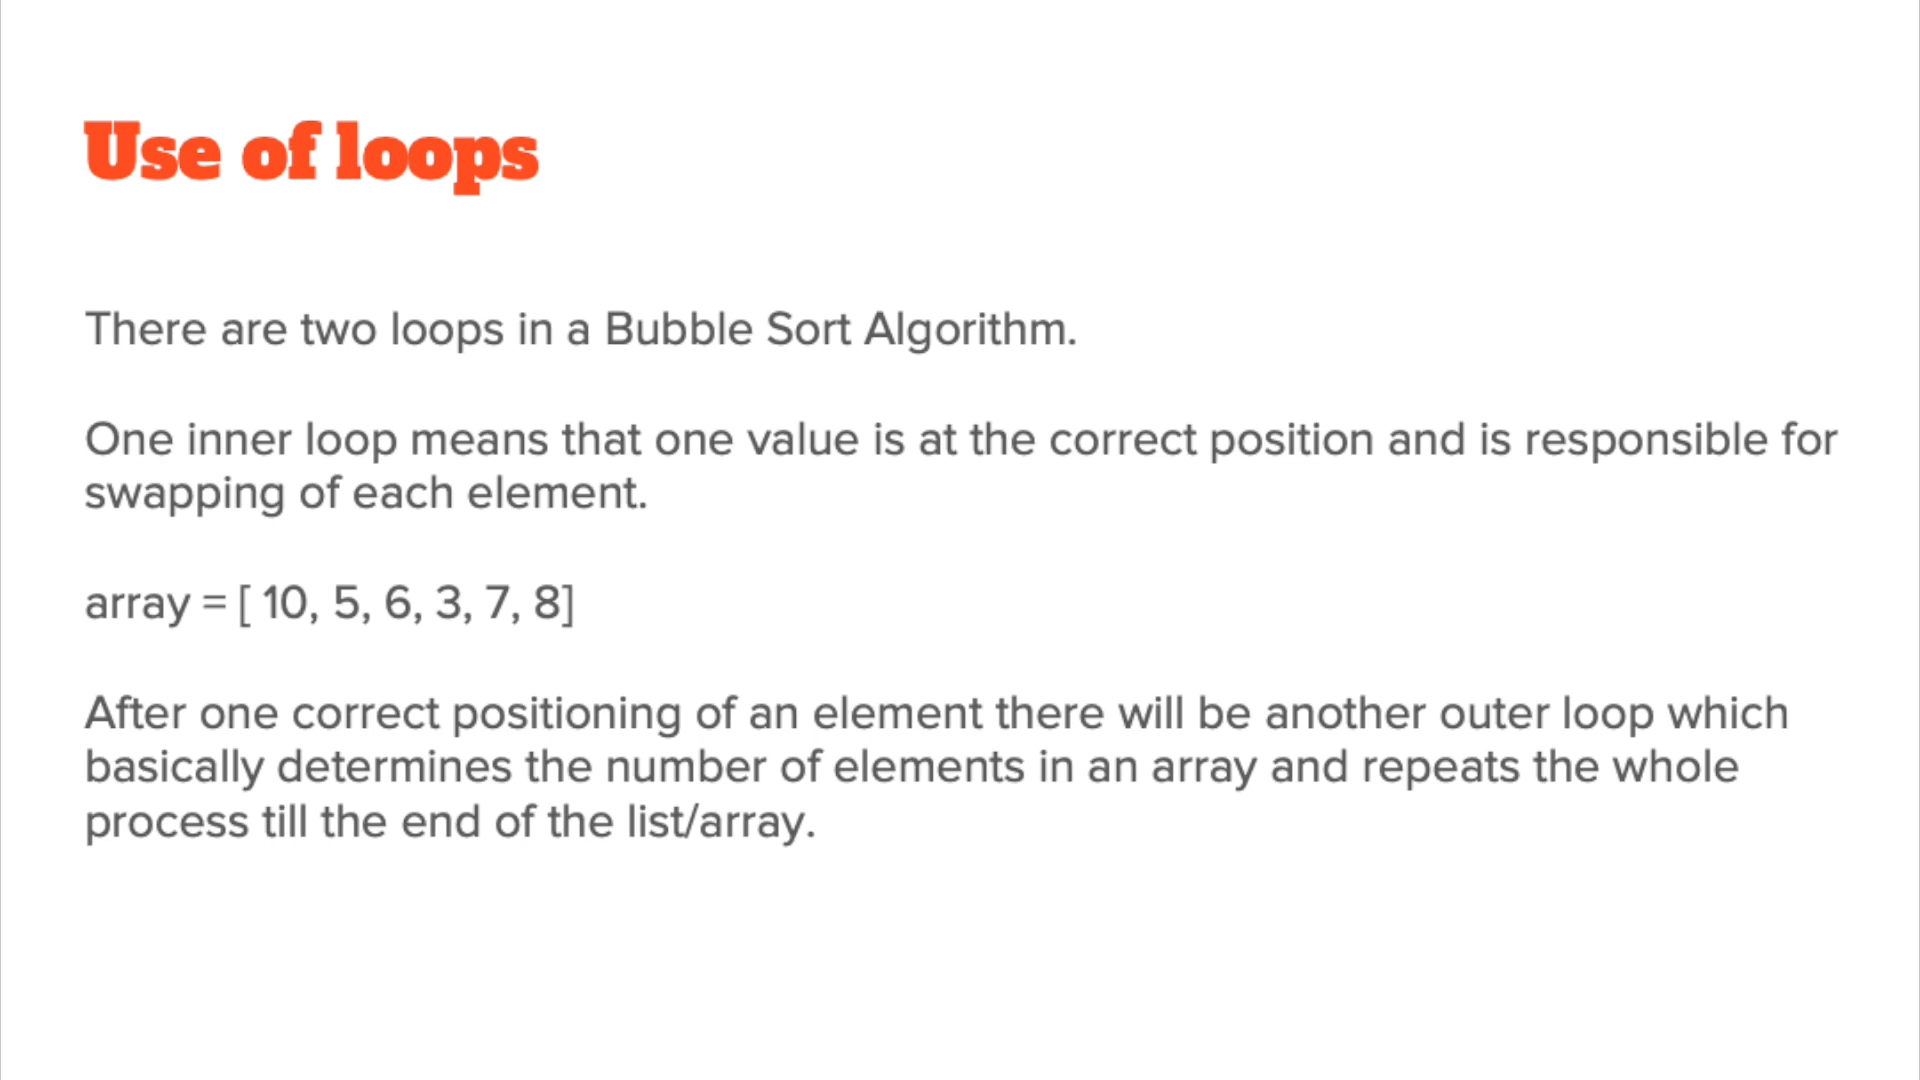 Use of loops
There are two loops in a Bubble Sort Algorithm.
One inner loop means that one value is at the correct position and is responsible for
swapping of each element.
array = [ 10, 5, 6, 3, 7, 8]
After one correct positioning of an element there will be another outer loop which
basically determines the number of elements in an array and repeats the whole
process till the end of the list/array.